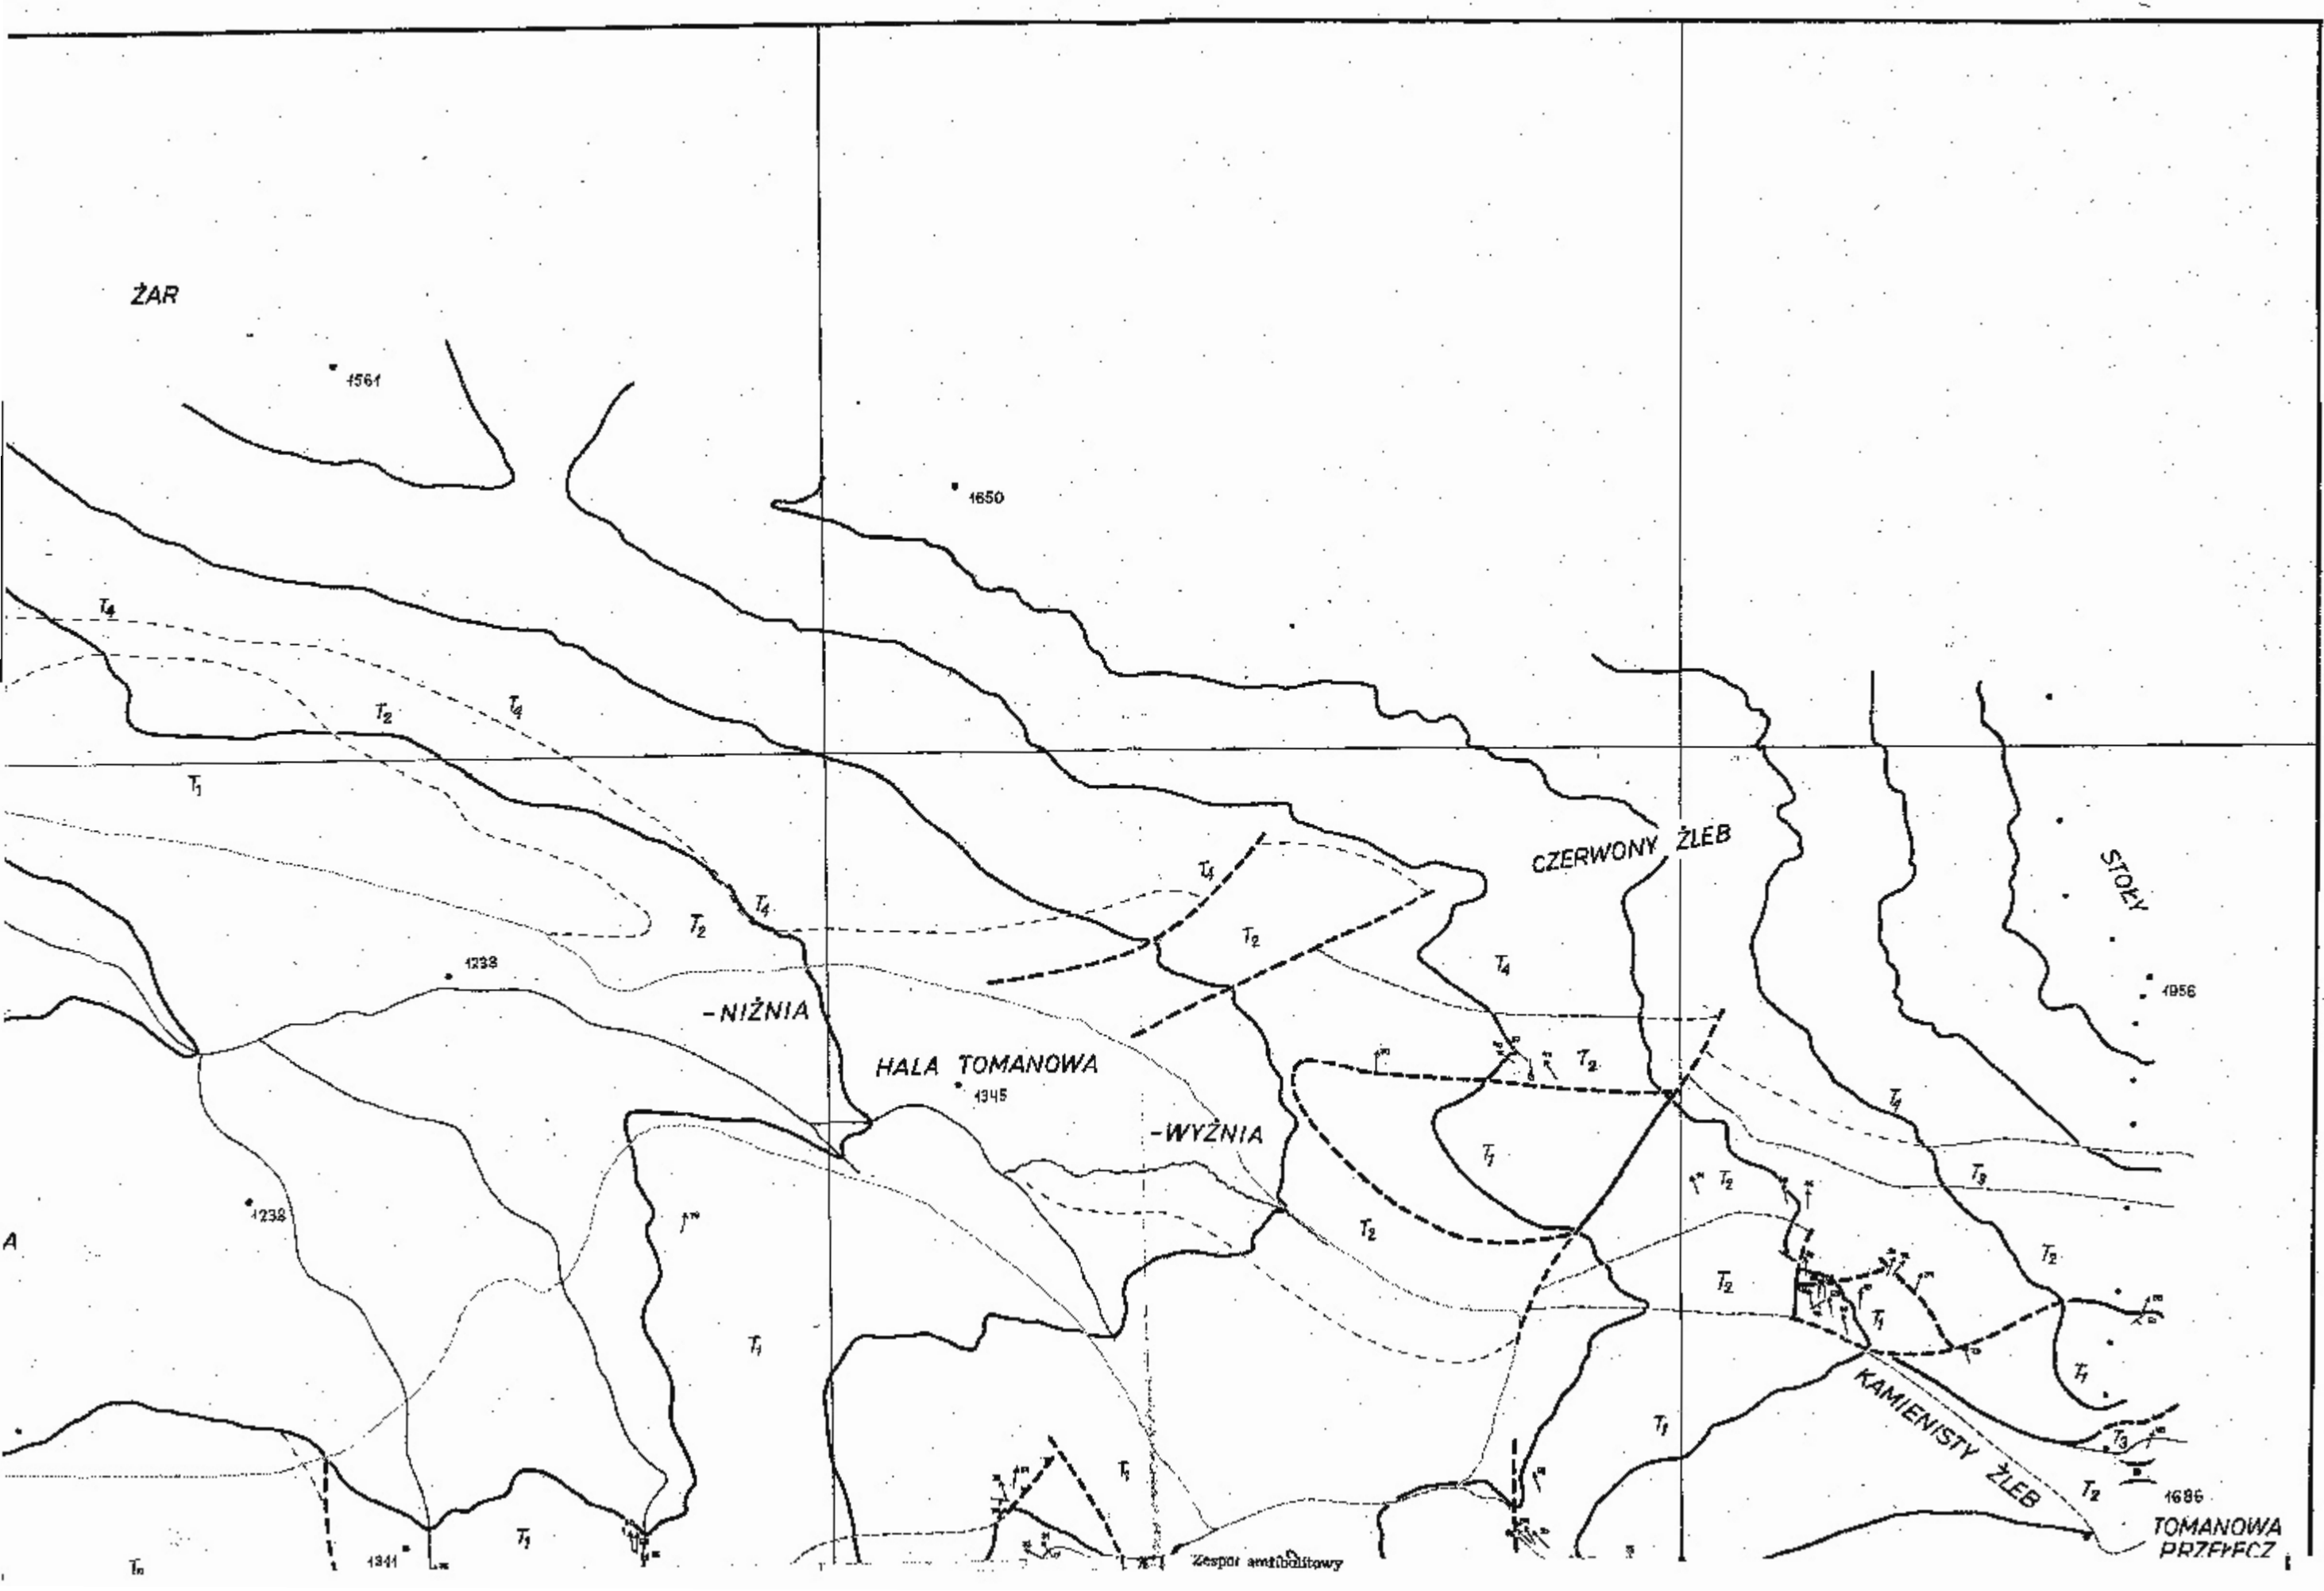 ŻAR
1561
1650
T4
T2
T4
T1
CZERWONY ŻLEB
STOŁY
T4
T2
T2
T4
1956
1238
-NIŻNIA
T2
HALA TOMANOWA
1345
-WYŻNIA
T4
T1
T2
T3
1238
A
T2
T2
T2
T1
T1
T1
T1
T1
KAMIENISTY ŻLEB
T3
T2
1686
TOMANOWA
PRZEŁĘCZ
T1
1341
Zespół amfibolitowy